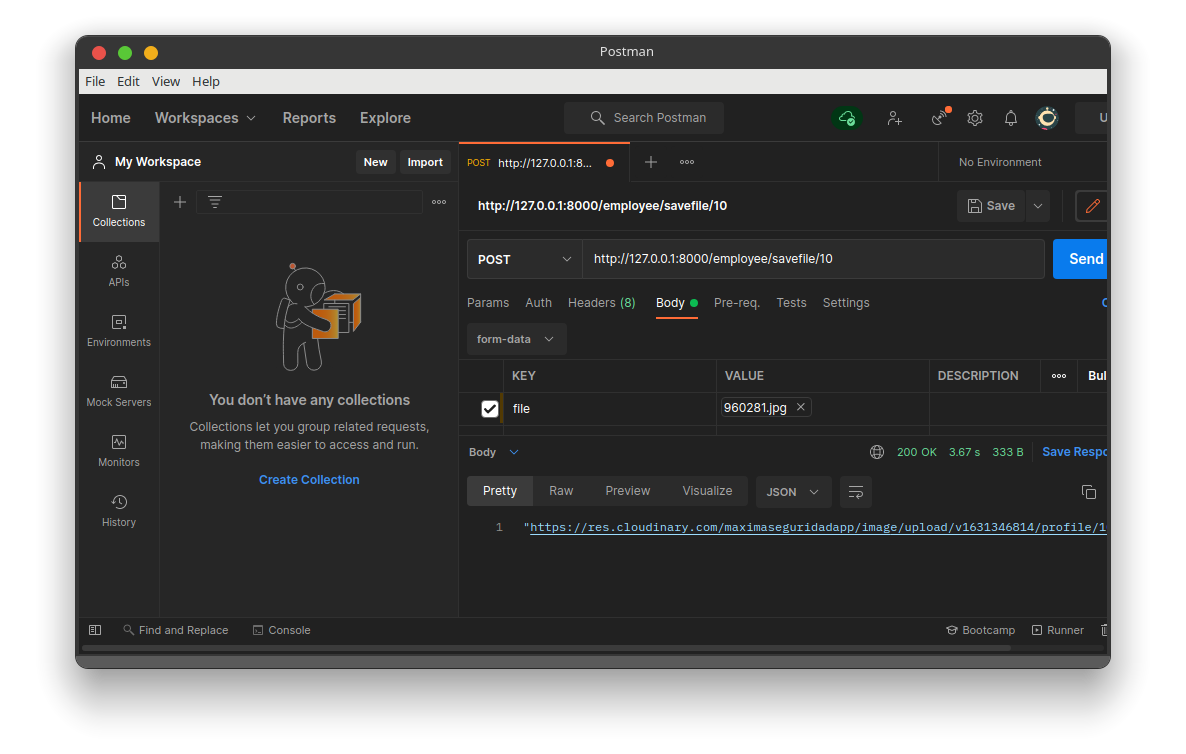 Postman
File Edit View Help
Home Workspaces Reports Explore Search Postman
My Workspace New Import
POST http://127.0.0.1:8... No Environment
Collections
http://127.0.0.1:8000/employee/savefile/10 Save
APIs
POST http://127.0.0.1:8000/employee/savefile/10 Send
Params Auth Headers (8) Body Pre-req. Tests Settings
Environments
form-data
KEY VALUE DESCRIPTION
Mock Servers
You don't have any collections
file 960281.jpg
Collections let you group related requests,
making them easier to access and run.
Monitors
Body 200 OK 3.67 s 333 B Save Respo
Create Collection
Pretty Raw Preview Visualize JSON
History
1 "https://res.cloudinary.com/maximaseguridadapp/image/upload/v1631346814/profile/1
Find and Replace Console Bootcamp Runner